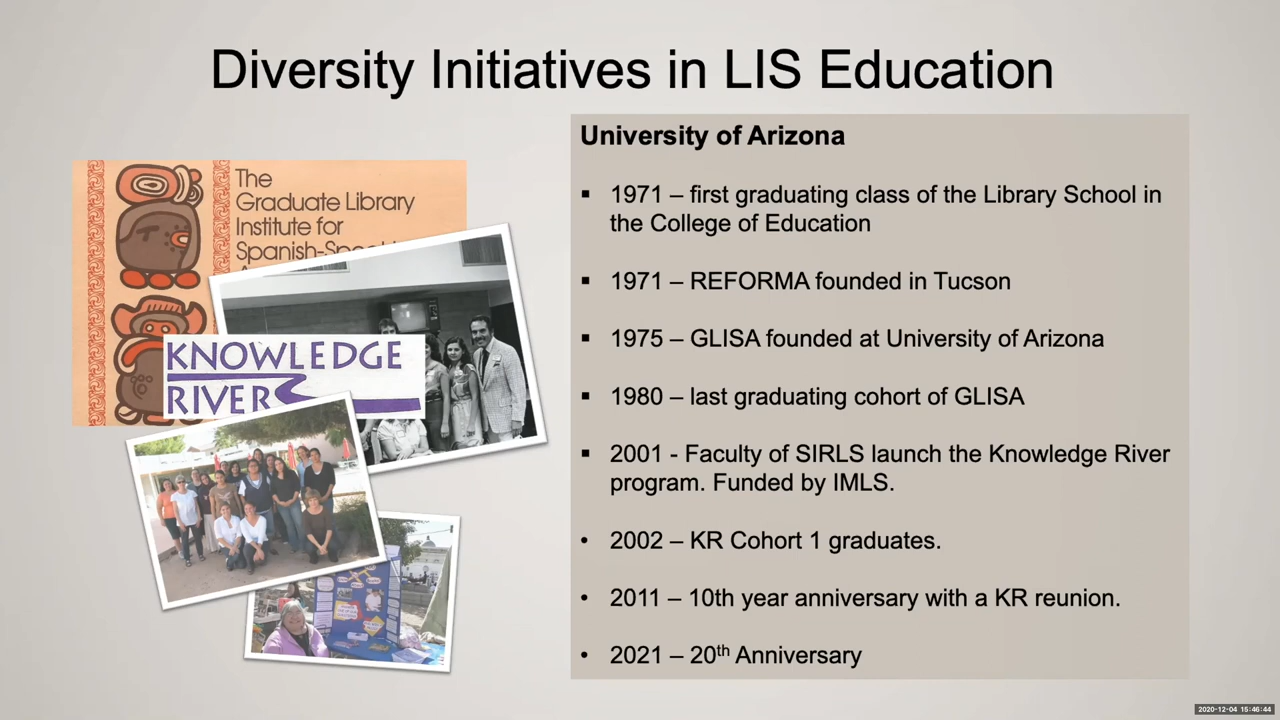 Diversity Initiatives in LIS Education
The
Graduate Library
Institute for
Spanish-Speaki
KNOWLEDGE
RIVER
University of Arizona
▪ 1971 – first graduating class of the Library School in
the College of Education
▪ 1971 – REFORMA founded in Tucson
▪ 1975 – GLISA founded at University of Arizona
▪ 1980 – last graduating cohort of GLISA
▪ 2001 - Faculty of SIRLS launch the Knowledge River
program. Funded by IMLS.
• 2002 – KR Cohort 1 graduates.
• 2011 – 10th year anniversary with a KR reunion.
• 2021 – 20th Anniversary
2020-12-04 15:46:44